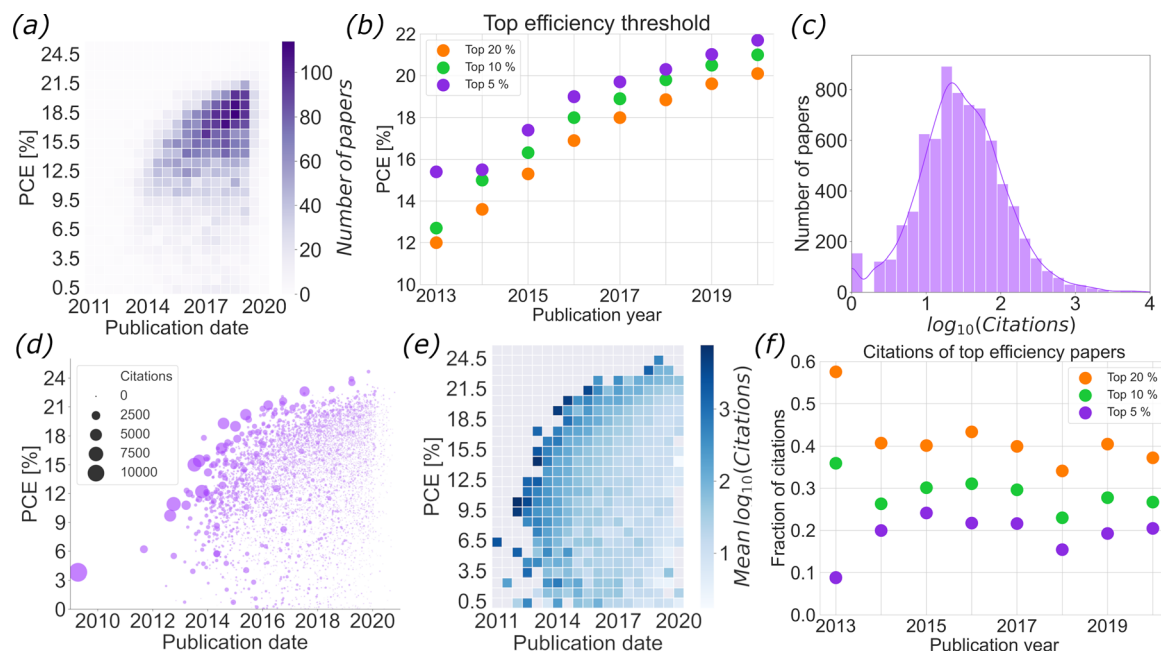 (a)
24.5
21.5
18.5
15.5
12.5
9.5
6.5
3.5
0.5
PCE [%]
2011 2014 2017 2020
Publication date
100
80
60
40
20
0
Number of papers
(b)
Top efficiency threshold
22
20
18
16
14
12
10
PCE [%]
Top 20 %
Top 10 %
Top 5 %
2013 2015 2017 2019
Publication year
(c)
800
600
400
200
0
Number of papers
0 1 2 3 4
log10(Citations)
(d)
24
21
18
15
12
9
6
3
0
PCE [%]
Citations
0
2500
5000
7500
10000
2010 2012 2014 2016 2018 2020
Publication date
(e)
24.5
21.5
18.5
15.5
12.5
9.5
6.5
3.5
0.5
PCE [%]
2011 2014 2017 2020
Publication date
3
2
1
Mean log10(Citations)
(f)
Citations of top efficiency papers
0.6
0.5
0.4
0.3
0.2
0.1
0.0
Fraction of citations
Top 20 %
Top 10 %
Top 5 %
2013 2015 2017 2019
Publication year